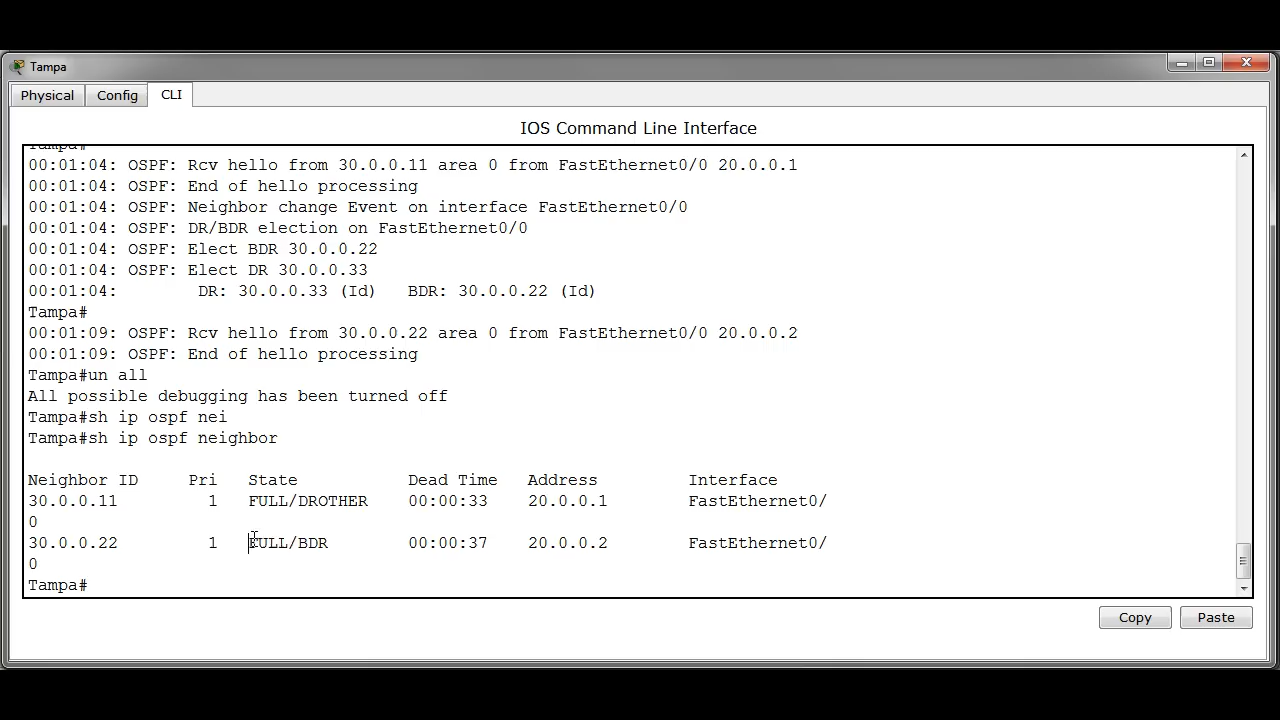 Tampa
Physical Config CLI
IOS Command Line Interface
Tampa#
00:01:04: OSPF: Rcv hello from 30.0.0.11 area 0 from FastEthernet0/0 20.0.0.1
00:01:04: OSPF: End of hello processing
00:01:04: OSPF: Neighbor change Event on interface FastEthernet0/0
00:01:04: OSPF: DR/BDR election on FastEthernet0/0
00:01:04: OSPF: Elect BDR 30.0.0.22
00:01:04: OSPF: Elect DR 30.0.0.33
00:01:04:        DR: 30.0.0.33 (Id)   BDR: 30.0.0.22 (Id)
Tampa#
00:01:09: OSPF: Rcv hello from 30.0.0.22 area 0 from FastEthernet0/0 20.0.0.2
00:01:09: OSPF: End of hello processing
Tampa#un all
All possible debugging has been turned off
Tampa#sh ip ospf nei
Tampa#sh ip ospf neighbor
Neighbor ID     Pri   State           Dead Time   Address         Interface
30.0.0.11         1   FULL/DROTHER    00:00:33    20.0.0.1        FastEthernet0/
0
30.0.0.22         1   FULL/BDR        00:00:37    20.0.0.2        FastEthernet0/
0
Tampa#
Copy Paste